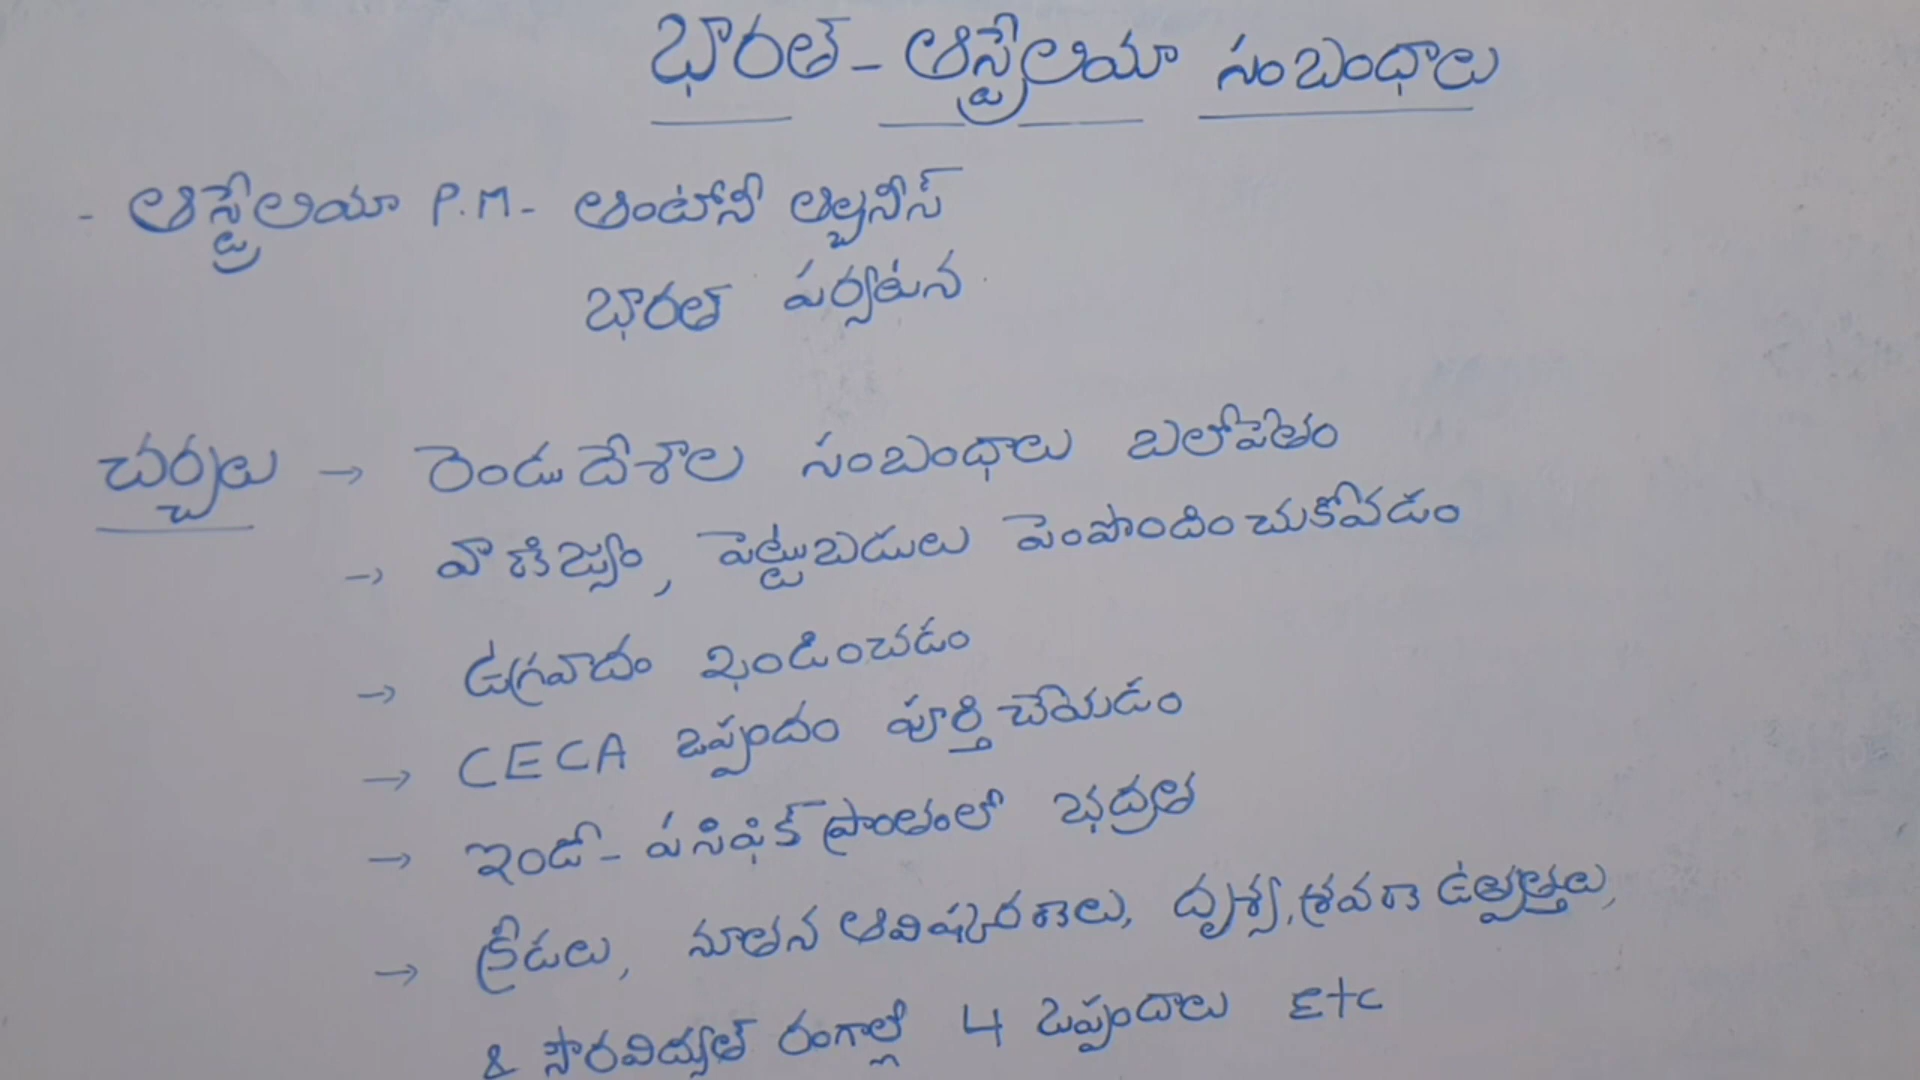 భారత్ - ఆస్ట్రేలియా సంబంధాలు
- ఆస్ట్రేలియా P.M - ఆంటోనీ అల్బనీస్
భారత్ పర్యటన
చర్చలు → రెండు దేశాల సంబంధాలు బలోపేతం
→ వాణిజ్యం, పెట్టుబడులు పెంపొందించుకోవడం
→ ఉగ్రవాదం ఖండించడం
→ CECA ఒప్పందం పూర్తి చేయడం
→ ఇండో - పసిఫిక్ ప్రాంతంలో భద్రత
→ క్రీడలు, నూతన ఆవిష్కరణలు, దృశ్య, శ్రవణ ఉత్పత్తులు,
& సౌరవిద్యుత్ రంగాల్లో 4 ఒప్పందాలు Etc